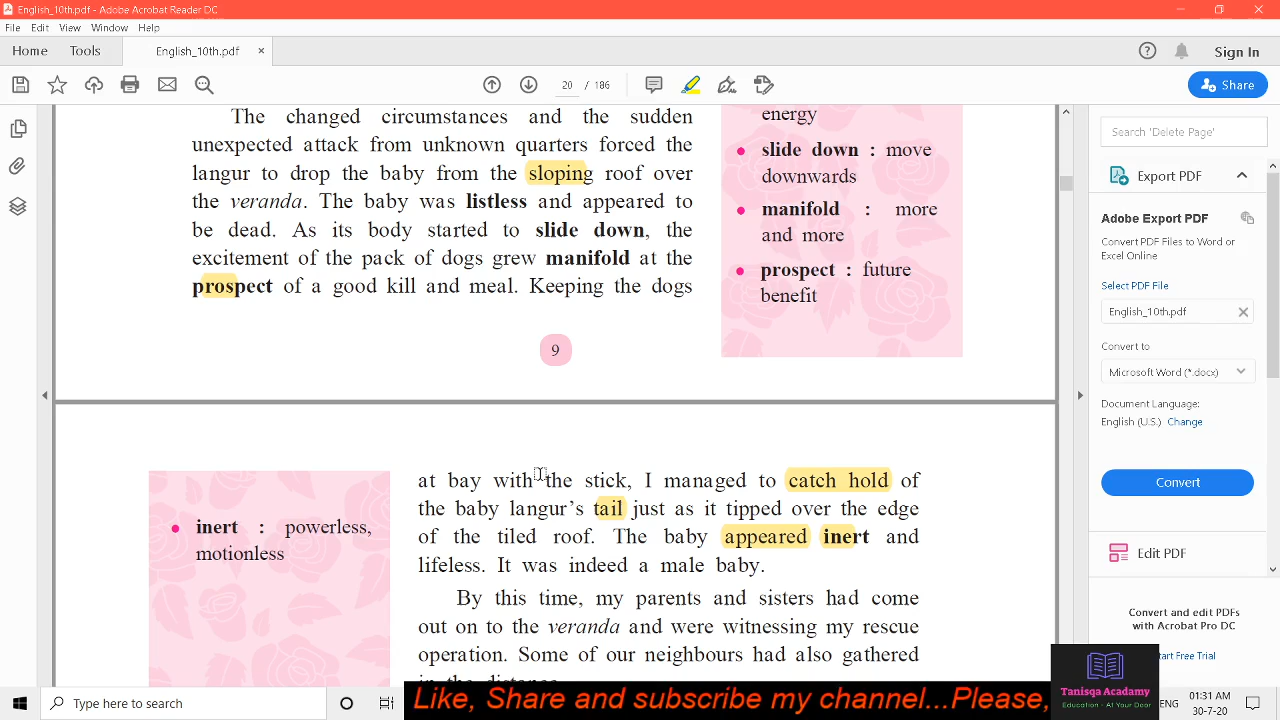 English_10th.pdf - Adobe Acrobat Reader DC
File Edit View Window Help
Home Tools English_10th.pdf × Sign In
20 / 186 Share
The changed circumstances and the sudden
unexpected attack from unknown quarters forced the
langur to drop the baby from the sloping roof over
the veranda. The baby was listless and appeared to
be dead. As its body started to slide down, the
excitement of the pack of dogs grew manifold at the
prospect of a good kill and meal. Keeping the dogs
energy
• slide down : move
downwards
• manifold : more
and more
• prospect : future
benefit
9
• inert : powerless,
motionless
at bay with the stick, I managed to catch hold of
the baby langur's tail just as it tipped over the edge
of the tiled roof. The baby appeared inert and
lifeless. It was indeed a male baby.
By this time, my parents and sisters had come
out on to the veranda and were witnessing my rescue
operation. Some of our neighbours had also gathered
in the distance.
Search 'Delete Page'
Export PDF
Adobe Export PDF
Convert PDF Files to Word or
Excel Online
Select PDF File
English_10th.pdf
Convert to
Microsoft Word (*.docx)
Document Language:
English (U.S.) Change
Convert
Edit PDF
Convert and edit PDFs
with Acrobat Pro DC
Start Free Trial
Tanisqa Academy
Education - At Your Door
Type here to search
Like, Share and subscribe my channel...Please,
ENG
01:31 AM
30-7-20